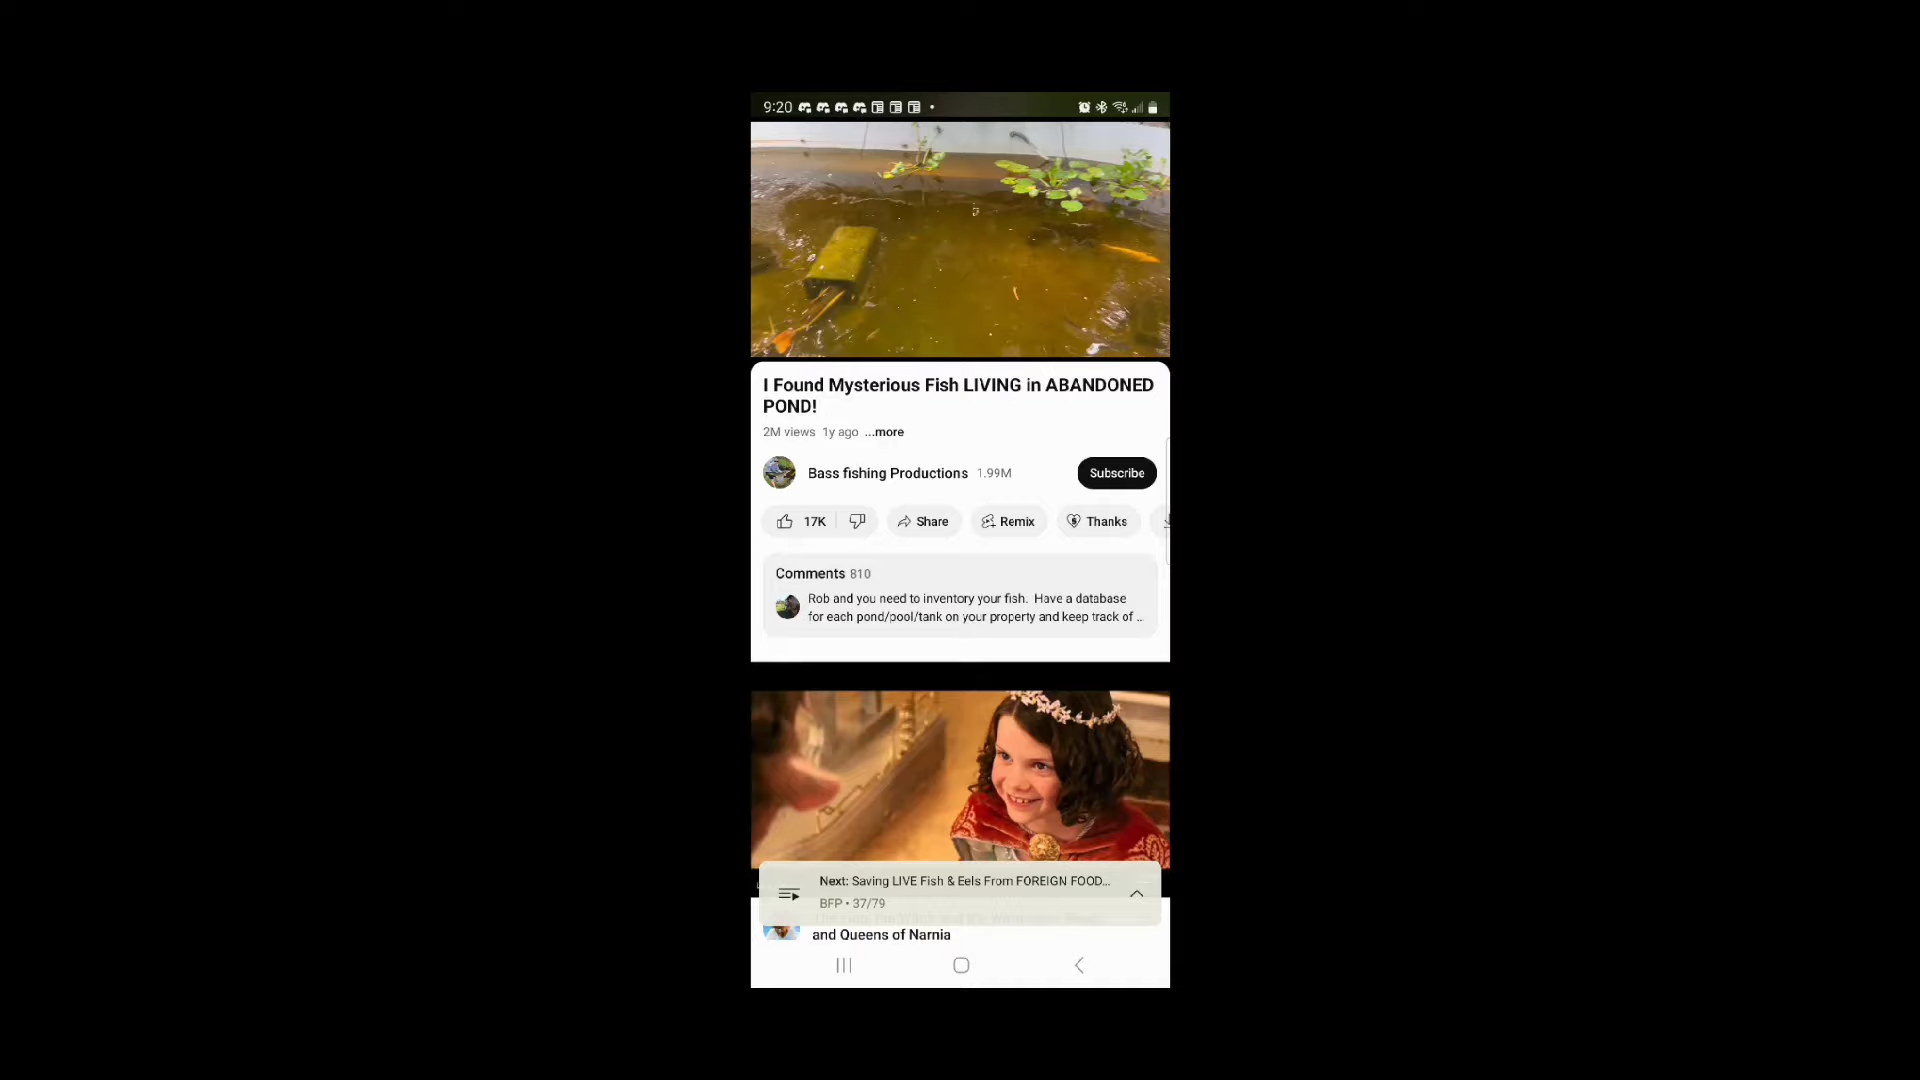 9:20
I Found Mysterious Fish LIVING in ABANDONED
POND!
2M views 1y ago ...more
Bass fishing Productions 1.99M
Subscribe
17K
Share
Remix
Thanks
Comments 810
Rob and you need to inventory your fish. Have a database
for each pond/pool/tank on your property and keep track of ...
Next: Saving LIVE Fish & Eels From FOREIGN FOOD...
BFP • 37/79
and Queens of Narnia